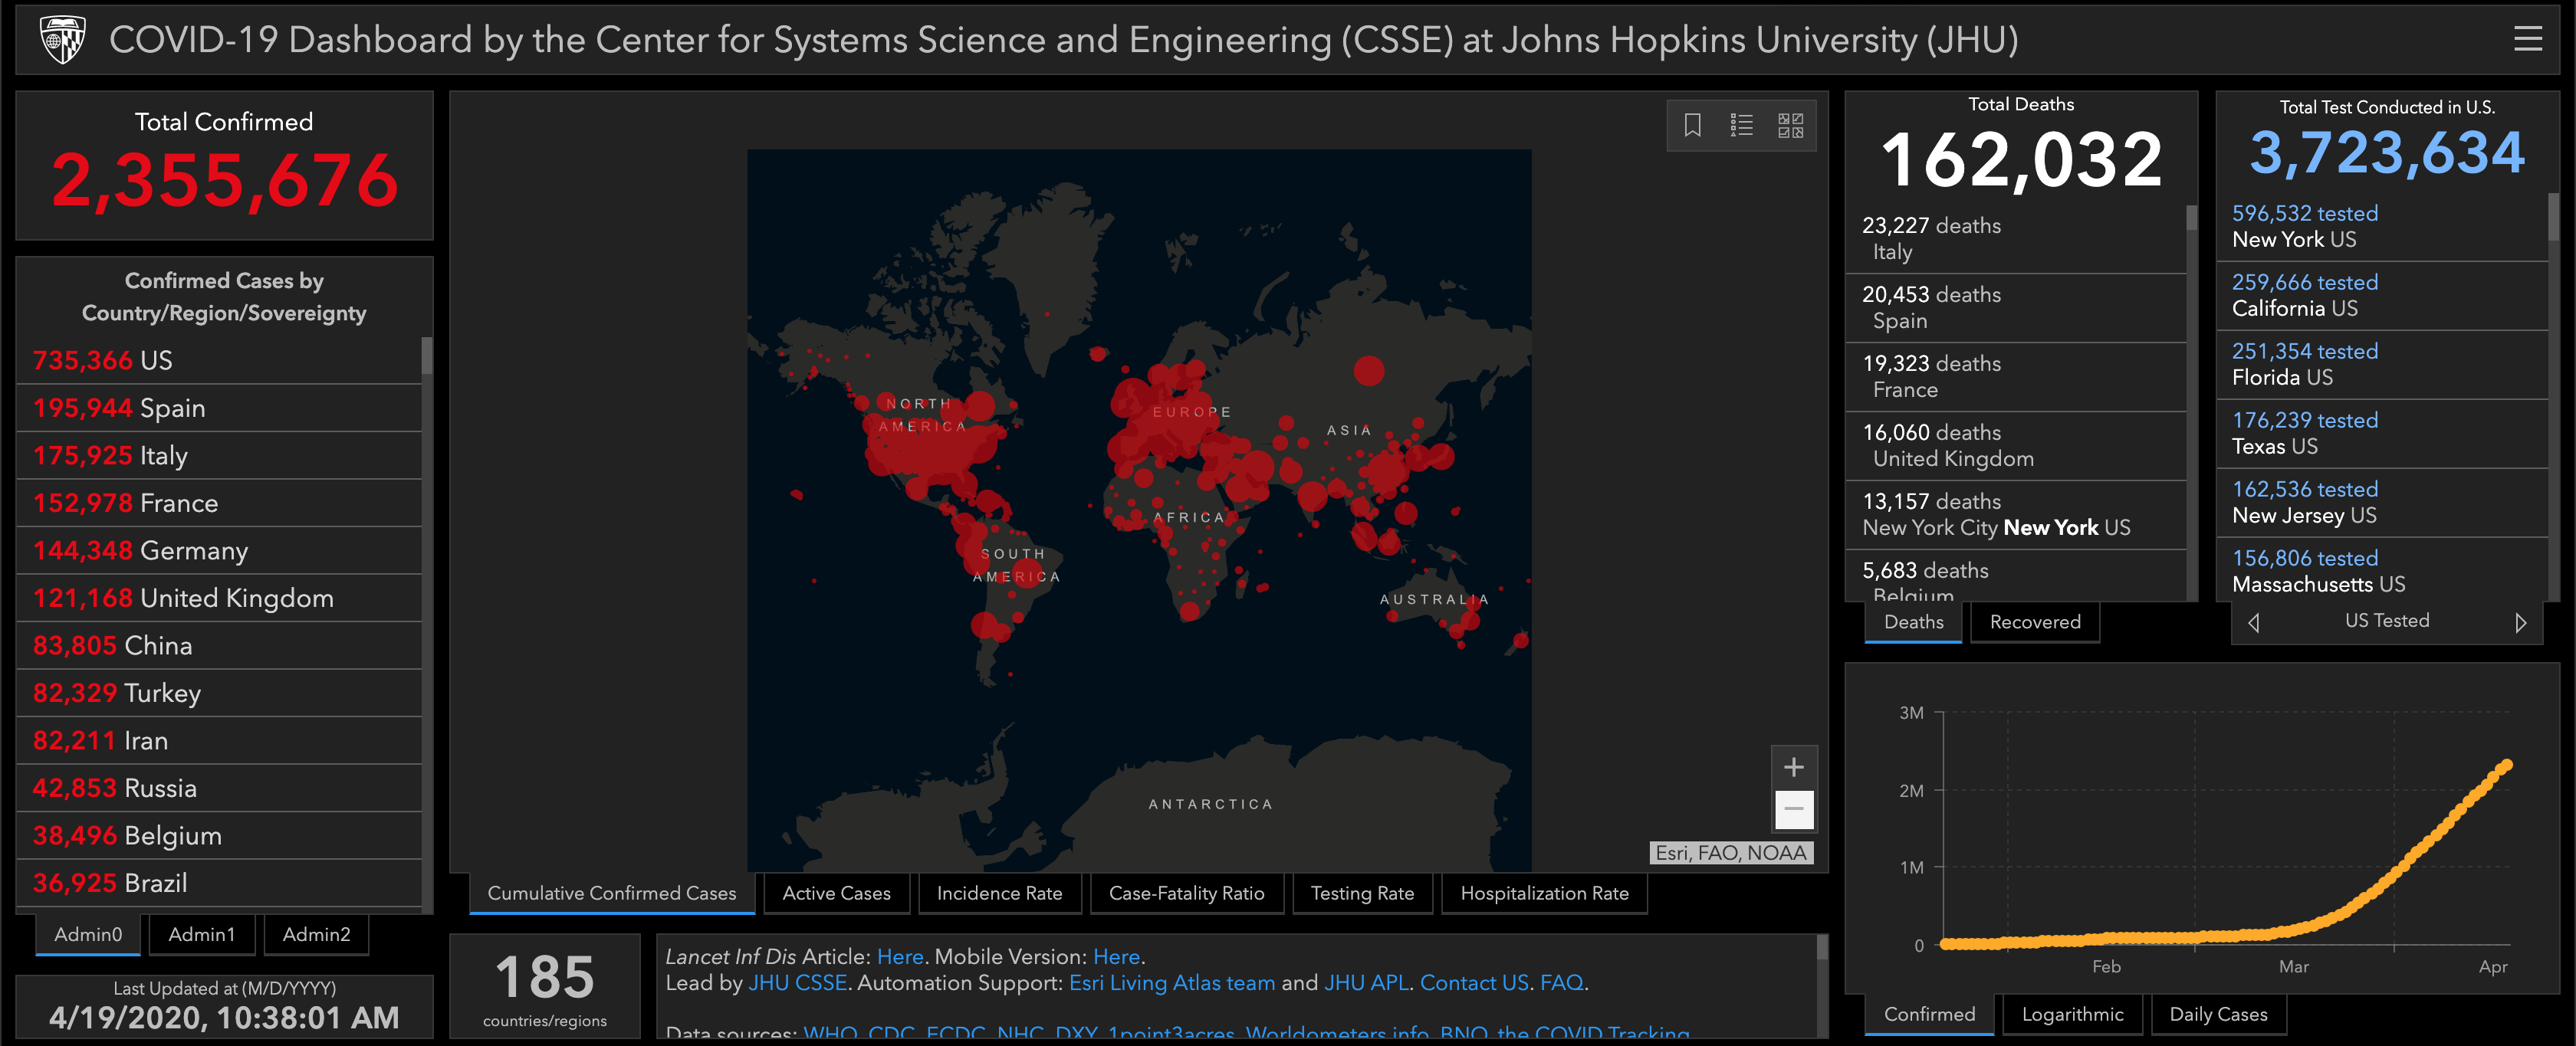 COVID-19 Dashboard by the Center for Systems Science and Engineering (CSSE) at Johns Hopkins University (JHU)
Total Confirmed
2,355,676
Confirmed Cases by
Country/Region/Sovereignty
735,366 US
195,944 Spain
175,925 Italy
152,978 France
144,348 Germany
121,168 United Kingdom
83,805 China
82,329 Turkey
82,211 Iran
42,853 Russia
38,496 Belgium
36,925 Brazil
Admin0
Admin1
Admin2
Last Updated at (M/D/YYYY)
4/19/2020, 10:38:01 AM
NORTH
AMERICA
EUROPE
ASIA
AFRICA
SOUTH
AMERICA
AUSTRALIA
ANTARCTICA
Esri, FAO, NOAA
Cumulative Confirmed Cases
Active Cases
Incidence Rate
Case-Fatality Ratio
Testing Rate
Hospitalization Rate
185
countries/regions
Lancet Inf Dis Article: Here. Mobile Version: Here.
Lead by JHU CSSE. Automation Support: Esri Living Atlas team and JHU APL. Contact US. FAQ.
Data sources: WHO, CDC, ECDC, NHC, DXY, 1point3acres, Worldometers.info, BNO, the COVID Tracking
Total Deaths
162,032
23,227 deaths
Italy
20,453 deaths
Spain
19,323 deaths
France
16,060 deaths
United Kingdom
13,157 deaths
New York City New York US
5,683 deaths
Belgium
Deaths
Recovered
Total Test Conducted in U.S.
3,723,634
596,532 tested
New York US
259,666 tested
California US
251,354 tested
Florida US
176,239 tested
Texas US
162,536 tested
New Jersey US
156,806 tested
Massachusetts US
US Tested
3M
2M
1M
0
Feb
Mar
Apr
Confirmed
Logarithmic
Daily Cases